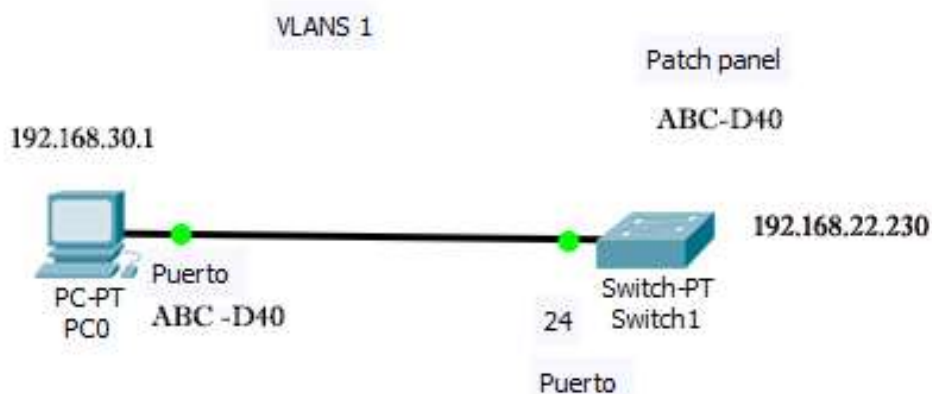 VLANS 1
Patch panel
ABC-D40
192.168.30.1
192.168.22.230
Puerto
ABC -D40
PC-PT
PC0
Switch-PT
Switch1
24
Puerto